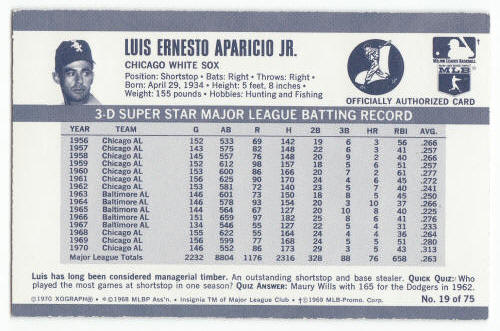 LUIS ERNESTO APARICIO JR.
CHICAGO WHITE SOX
Position: Shortstop • Bats: Right • Throws: Right
Born: April 29, 1934 • Height: 5 feet, 8 inches
Weight: 155 pounds • Hobbies: Hunting and Fishing
MAJOR LEAGUE BASEBALL
MLB
OFFICIALLY AUTHORIZED CARD
3-D SUPER STAR MAJOR LEAGUE BATTING RECORD
YEAR TEAM G AB R H 2B 3B HR RBI AVG.
1956 Chicago AL 152 533 69 142 19 6 3 56 .266
1957 Chicago AL 143 575 82 148 22 6 3 41 .257
1958 Chicago AL 145 557 76 148 20 9 2 40 .266
1959 Chicago AL 152 612 98 157 18 5 6 51 .257
1960 Chicago AL 153 600 86 166 20 7 2 61 .277
1961 Chicago AL 156 625 90 170 24 4 6 45 .272
1962 Chicago AL 153 581 72 140 23 5 7 40 .241
1963 Baltimore AL 146 601 73 150 18 8 5 45 .250
1964 Baltimore AL 146 578 93 154 20 3 10 37 .266
1965 Baltimore AL 144 564 67 127 20 10 8 40 .225
1966 Baltimore AL 151 659 97 182 25 8 6 41 .276
1967 Baltimore AL 134 546 55 127 22 5 4 31 .233
1968 Chicago AL 155 622 55 164 24 4 4 36 .264
1969 Chicago AL 156 599 77 168 24 5 5 51 .280
1970 Chicago AL 146 552 86 173 29 3 5 43 .313
Major League Totals 2232 8804 1176 2316 328 88 76 658 .263
Luis has long been considered managerial timber. An outstanding shortstop and base stealer. QUICK QUIZ: Who
played the most games at shortstop in one season? QUIZ ANSWER: Maury Wills with 165 for the Dodgers in 1962.
©1970 XOGRAPH® • ©1968 MLBP Ass'n. • Insignia TM of Major League Club • ‡©1969 MLB-Promo. Corp. No. 19 of 75